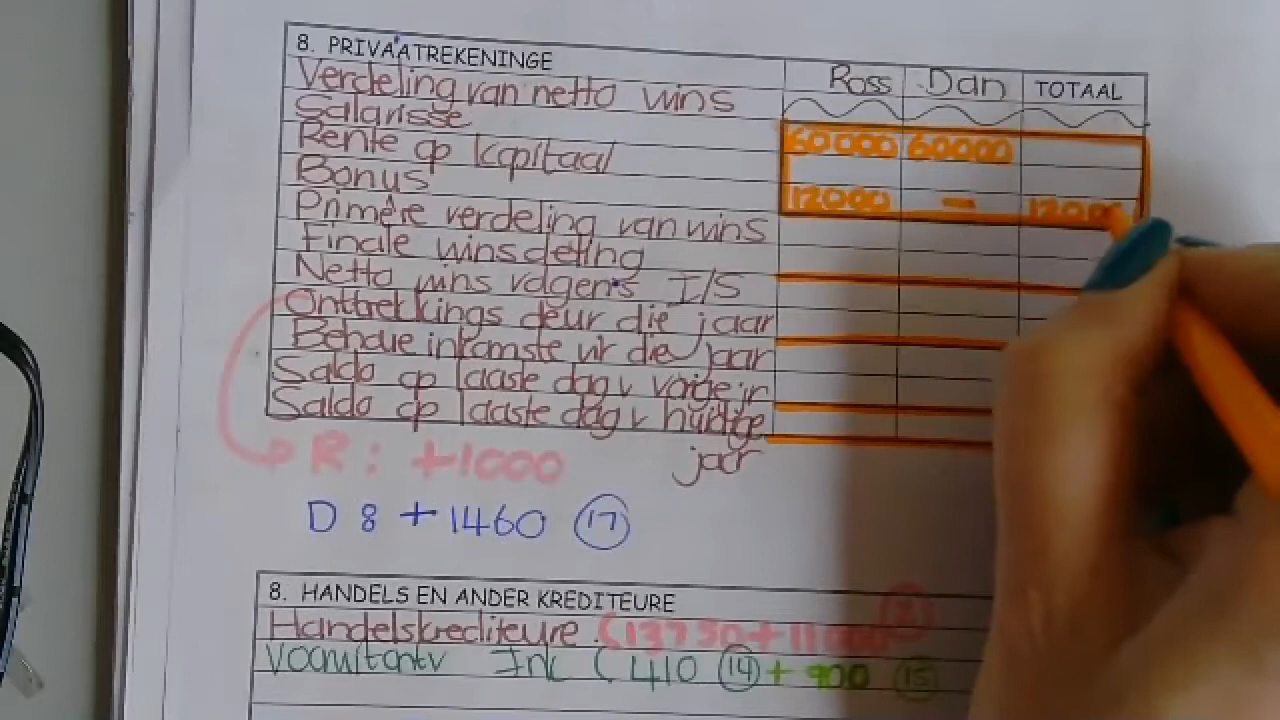 8. PRIVAATREKENINGE Ross Dan TOTAAL
Verdeling van netto wins
Salarisse 60000 60000
Rente op kapitaal
Bonus 12000 - 12000
Primêre verdeling van wins
Finale winsdeling
Netto wins volgens I/S
Onttrekkings deur die jaar
Behoue inkomste vir die jaar
Saldo op laaste dag v vorige jr
Saldo op laaste dag v huidige
jaar
R: +1000
D 8 + 1460 17
8. HANDELS EN ANDER KREDITEURE
Handelskrediteure (13750 + 11000)
Vooruitontv Ink (410 14 + 900 15